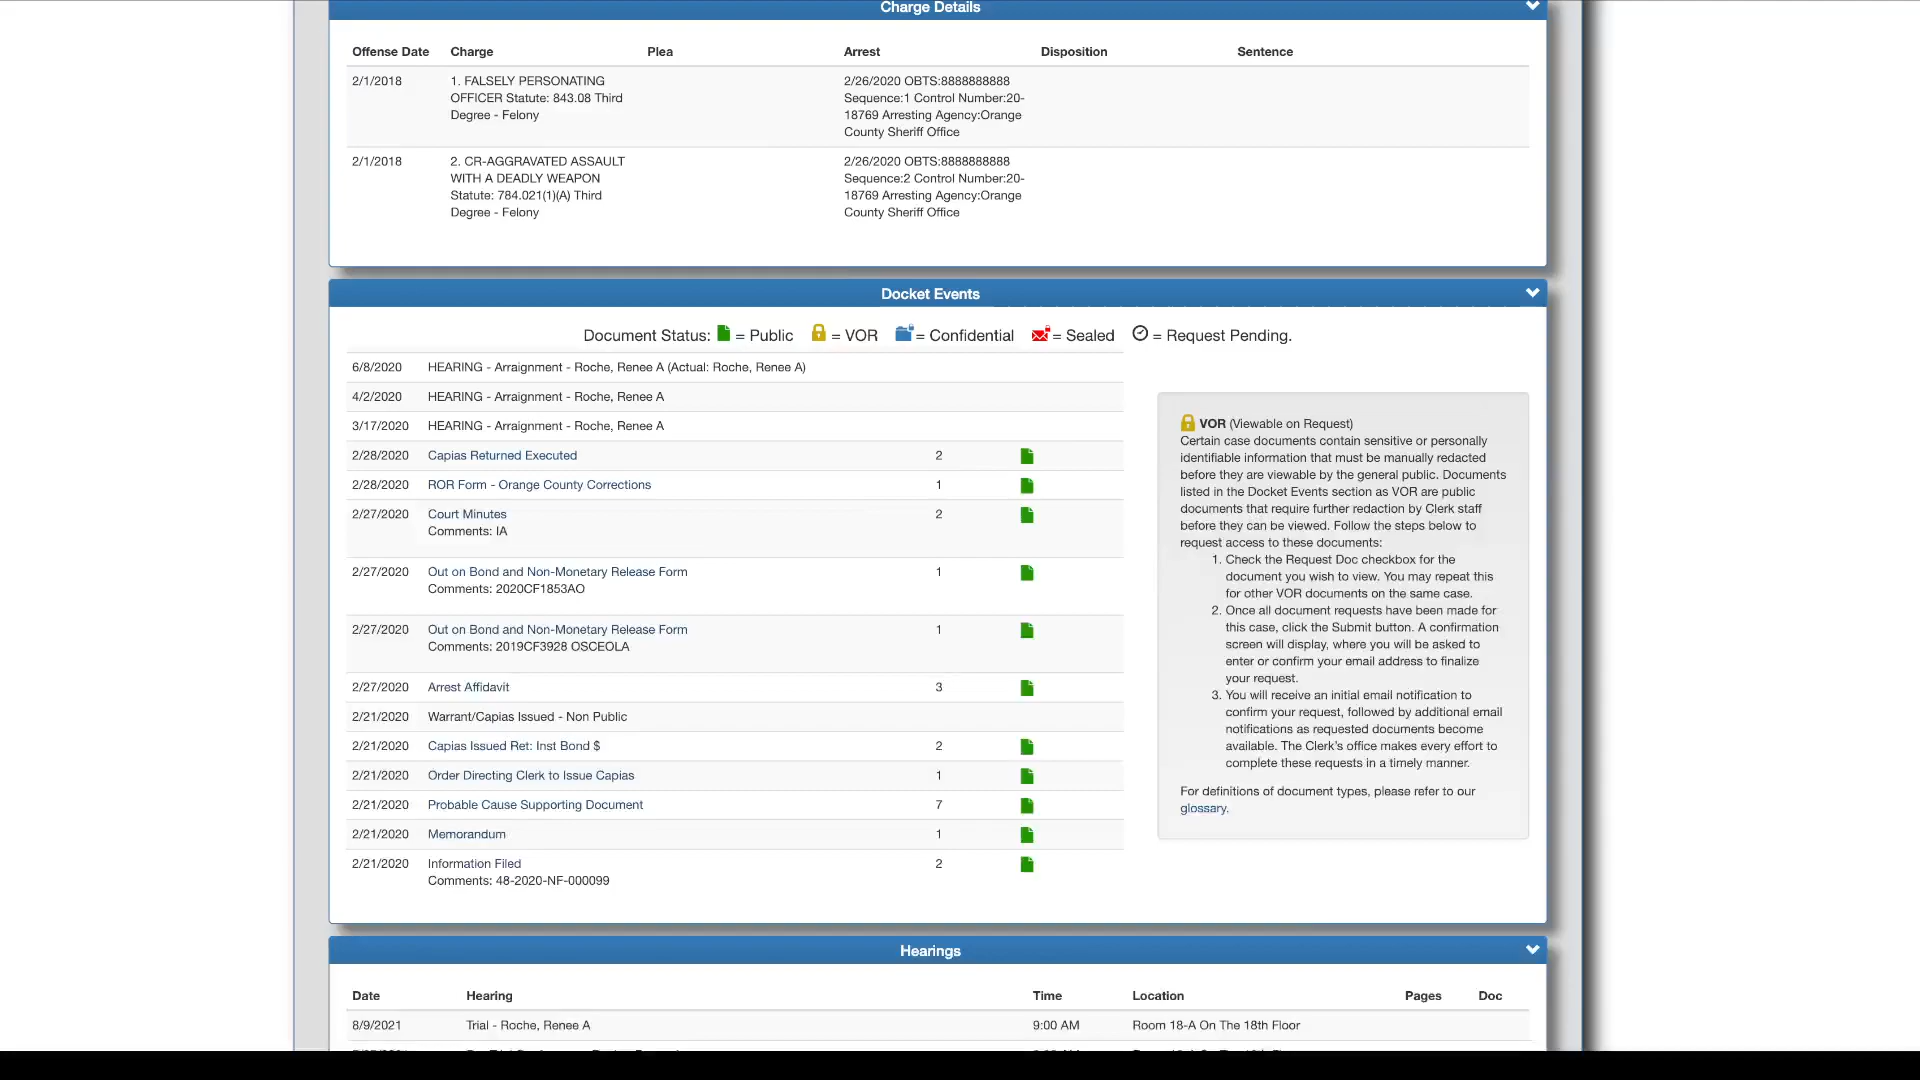 Charge Details
Offense Date Charge Plea Arrest Disposition Sentence
2/1/2018 1. FALSELY PERSONATING 2/26/2020 OBTS:8888888888
OFFICER Statute: 843.08 Third Sequence:1 Control Number:20-
Degree - Felony 18769 Arresting Agency:Orange
County Sheriff Office
2/1/2018 2. CR-AGGRAVATED ASSAULT 2/26/2020 OBTS:8888888888
WITH A DEADLY WEAPON Sequence:2 Control Number:20-
Statute: 784.021(1)(A) Third 18769 Arresting Agency:Orange
Degree - Felony County Sheriff Office
Docket Events
Document Status: = Public = VOR = Confidential = Sealed = Request Pending.
6/8/2020 HEARING - Arraignment - Roche, Renee A (Actual: Roche, Renee A)
4/2/2020 HEARING - Arraignment - Roche, Renee A
3/17/2020 HEARING - Arraignment - Roche, Renee A
2/28/2020 Capias Returned Executed 2
2/28/2020 ROR Form - Orange County Corrections 1
2/27/2020 Court Minutes 2
Comments: IA
2/27/2020 Out on Bond and Non-Monetary Release Form 1
Comments: 2020CF1853AO
2/27/2020 Out on Bond and Non-Monetary Release Form 1
Comments: 2019CF3928 OSCEOLA
2/27/2020 Arrest Affidavit 3
2/21/2020 Warrant/Capias Issued - Non Public
2/21/2020 Capias Issued Ret: Inst Bond $ 2
2/21/2020 Order Directing Clerk to Issue Capias 1
2/21/2020 Probable Cause Supporting Document 7
2/21/2020 Memorandum 1
2/21/2020 Information Filed 2
Comments: 48-2020-NF-000099
VOR (Viewable on Request)
Certain case documents contain sensitive or personally
identifiable information that must be manually redacted
before they are viewable by the general public. Documents
listed in the Docket Events section as VOR are public
documents that require further redaction by Clerk staff
before they can be viewed. Follow the steps below to
request access to these documents:
1. Check the Request Doc checkbox for the
document you wish to view. You may repeat this
for other VOR documents on the same case.
2. Once all document requests have been made for
this case, click the Submit button. A confirmation
screen will display, where you will be asked to
enter or confirm your email address to finalize
your request.
3. You will receive an initial email notification to
confirm your request, followed by additional email
notifications as requested documents become
available. The Clerk's office makes every effort to
complete these requests in a timely manner.
For definitions of document types, please refer to our
glossary.
Hearings
Date Hearing Time Location Pages Doc
8/9/2021 Trial - Roche, Renee A 9:00 AM Room 18-A On The 18th Floor